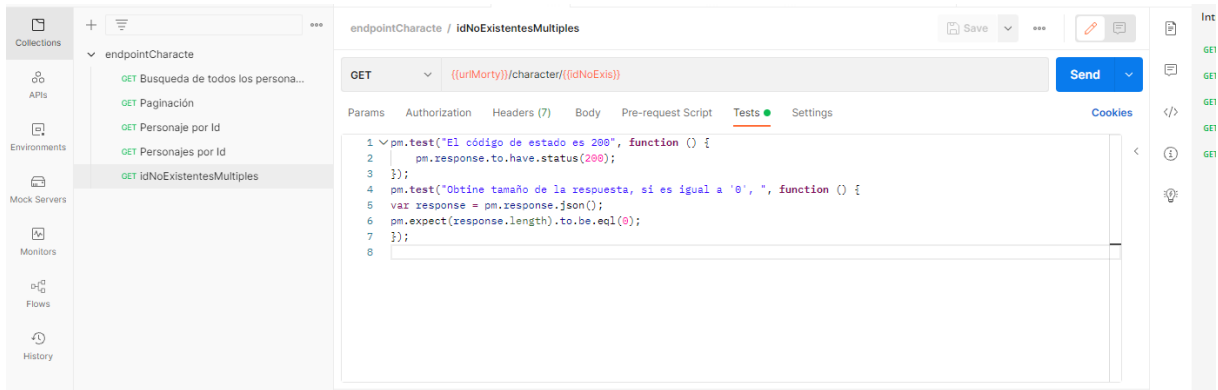 Collections
APIs
Environments
Mock Servers
Monitors
Flows
History
endpointCharacte
GET Busqueda de todos los persona...
GET Paginación
GET Personaje por Id
GET Personajes por Id
GET idNoExistentesMultiples
endpointCharacte / idNoExistentesMultiples
Save
GET {{urlMorty}}/character/{{idNoExis}} Send
Params Authorization Headers (7) Body Pre-request Script Tests Settings Cookies
1 pm.test("El código de estado es 200", function () {
2 pm.response.to.have.status(200);
3 });
4 pm.test("Obtine tamaño de la respuesta, si es igual a '0', ", function () {
5 var response = pm.response.json();
6 pm.expect(response.length).to.be.eql(0);
7 });
8
Int
GET
GET
GET
GET
GET